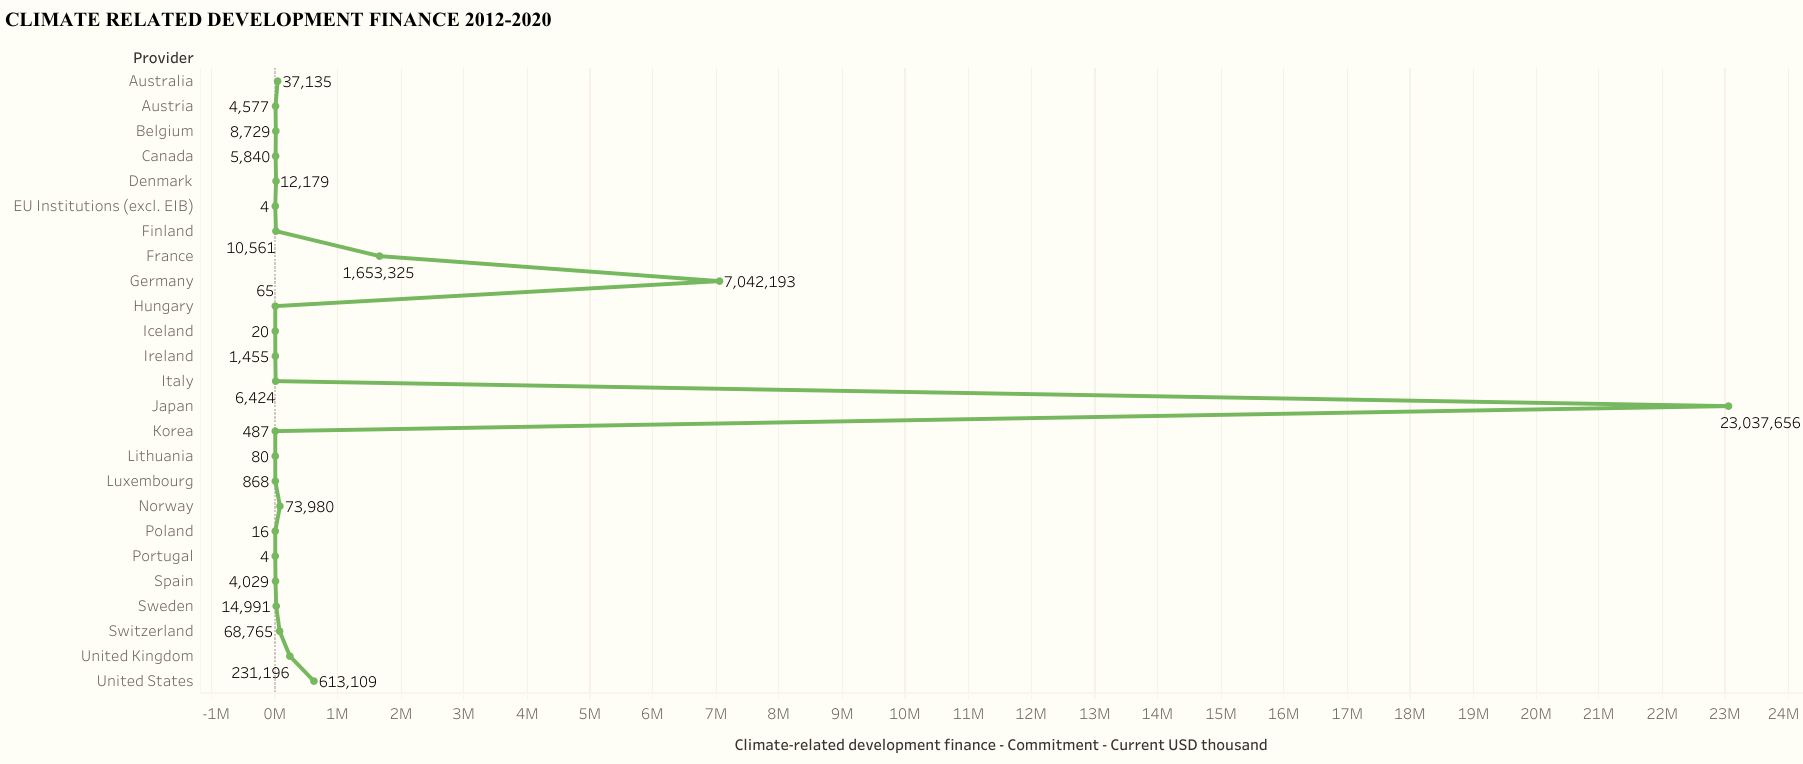 CLIMATE RELATED DEVELOPMENT FINANCE 2012-2020
Provider
Australia 37,135
Austria 4,577
Belgium 8,729
Canada 5,840
Denmark 12,179
EU Institutions (excl. EIB) 4
Finland
10,561
France
1,653,325
Germany 7,042,193
65
Hungary
Iceland 20
Ireland 1,455
Italy
6,424
Japan
23,037,656
Korea 487
Lithuania 80
Luxembourg 868
Norway 73,980
Poland 16
Portugal 4
Spain 4,029
Sweden 14,991
Switzerland 68,765
United Kingdom
231,196
United States 613,109
-1M 0M 1M 2M 3M 4M 5M 6M 7M 8M 9M 10M 11M 12M 13M 14M 15M 16M 17M 18M 19M 20M 21M 22M 23M 24M
Climate-related development finance - Commitment - Current USD thousand